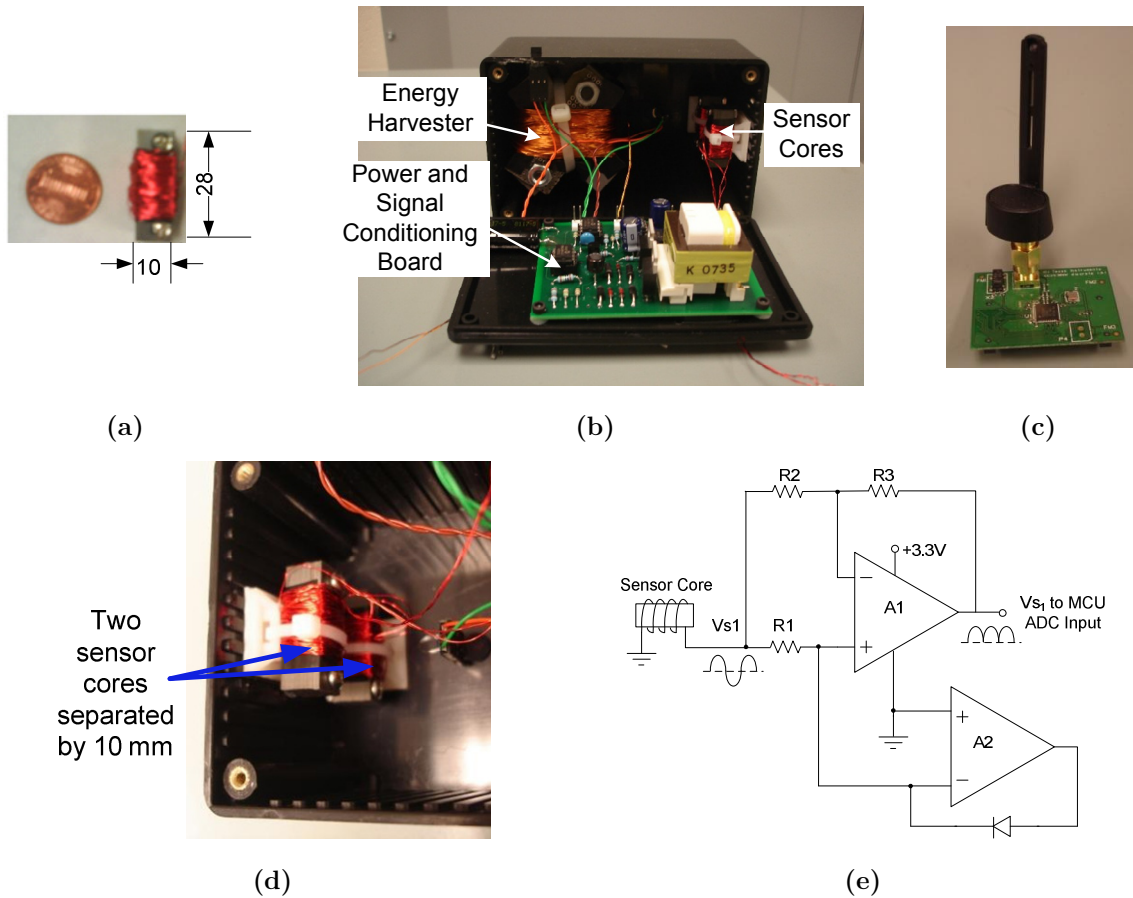 28
10
(a)
Energy
Harvester
Power and
Signal
Conditioning
Board
Sensor
Cores
K 0735
(b)
P4
(c)
Two
sensor
cores
separated
by 10 mm
(d)
R2
R3
+3.3V
Sensor Core
A1
Vs1
R1
Vs₁ to MCU
ADC Input
A2
(e)